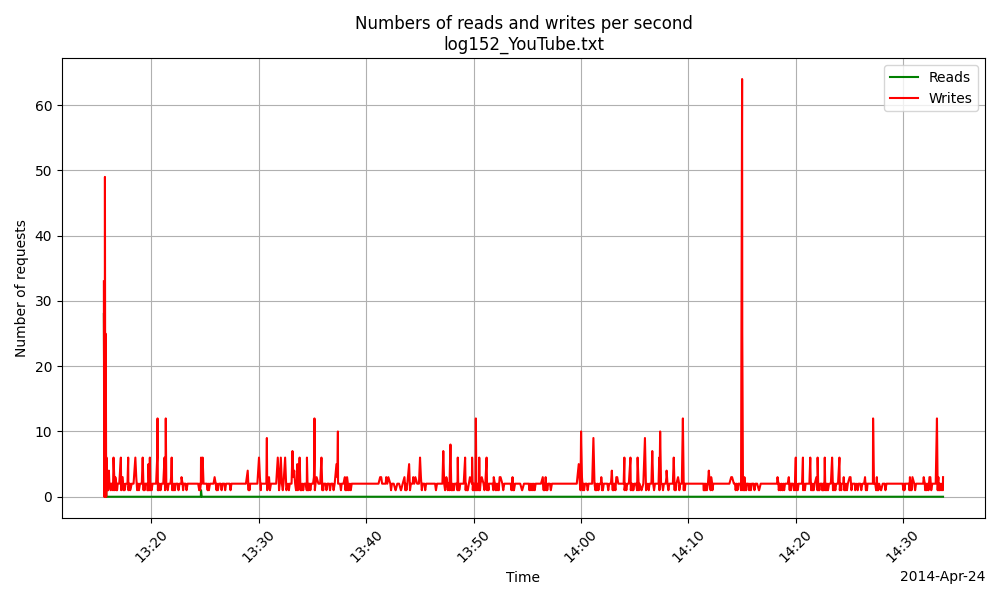 Numbers of reads and writes per second
log152_YouTube.txt
Reads
Writes
60
50
40
30
20
10
0
Number of requests
13:20
13:30
13:40
13:50
14:00
14:10
14:20
14:30
Time
2014-Apr-24